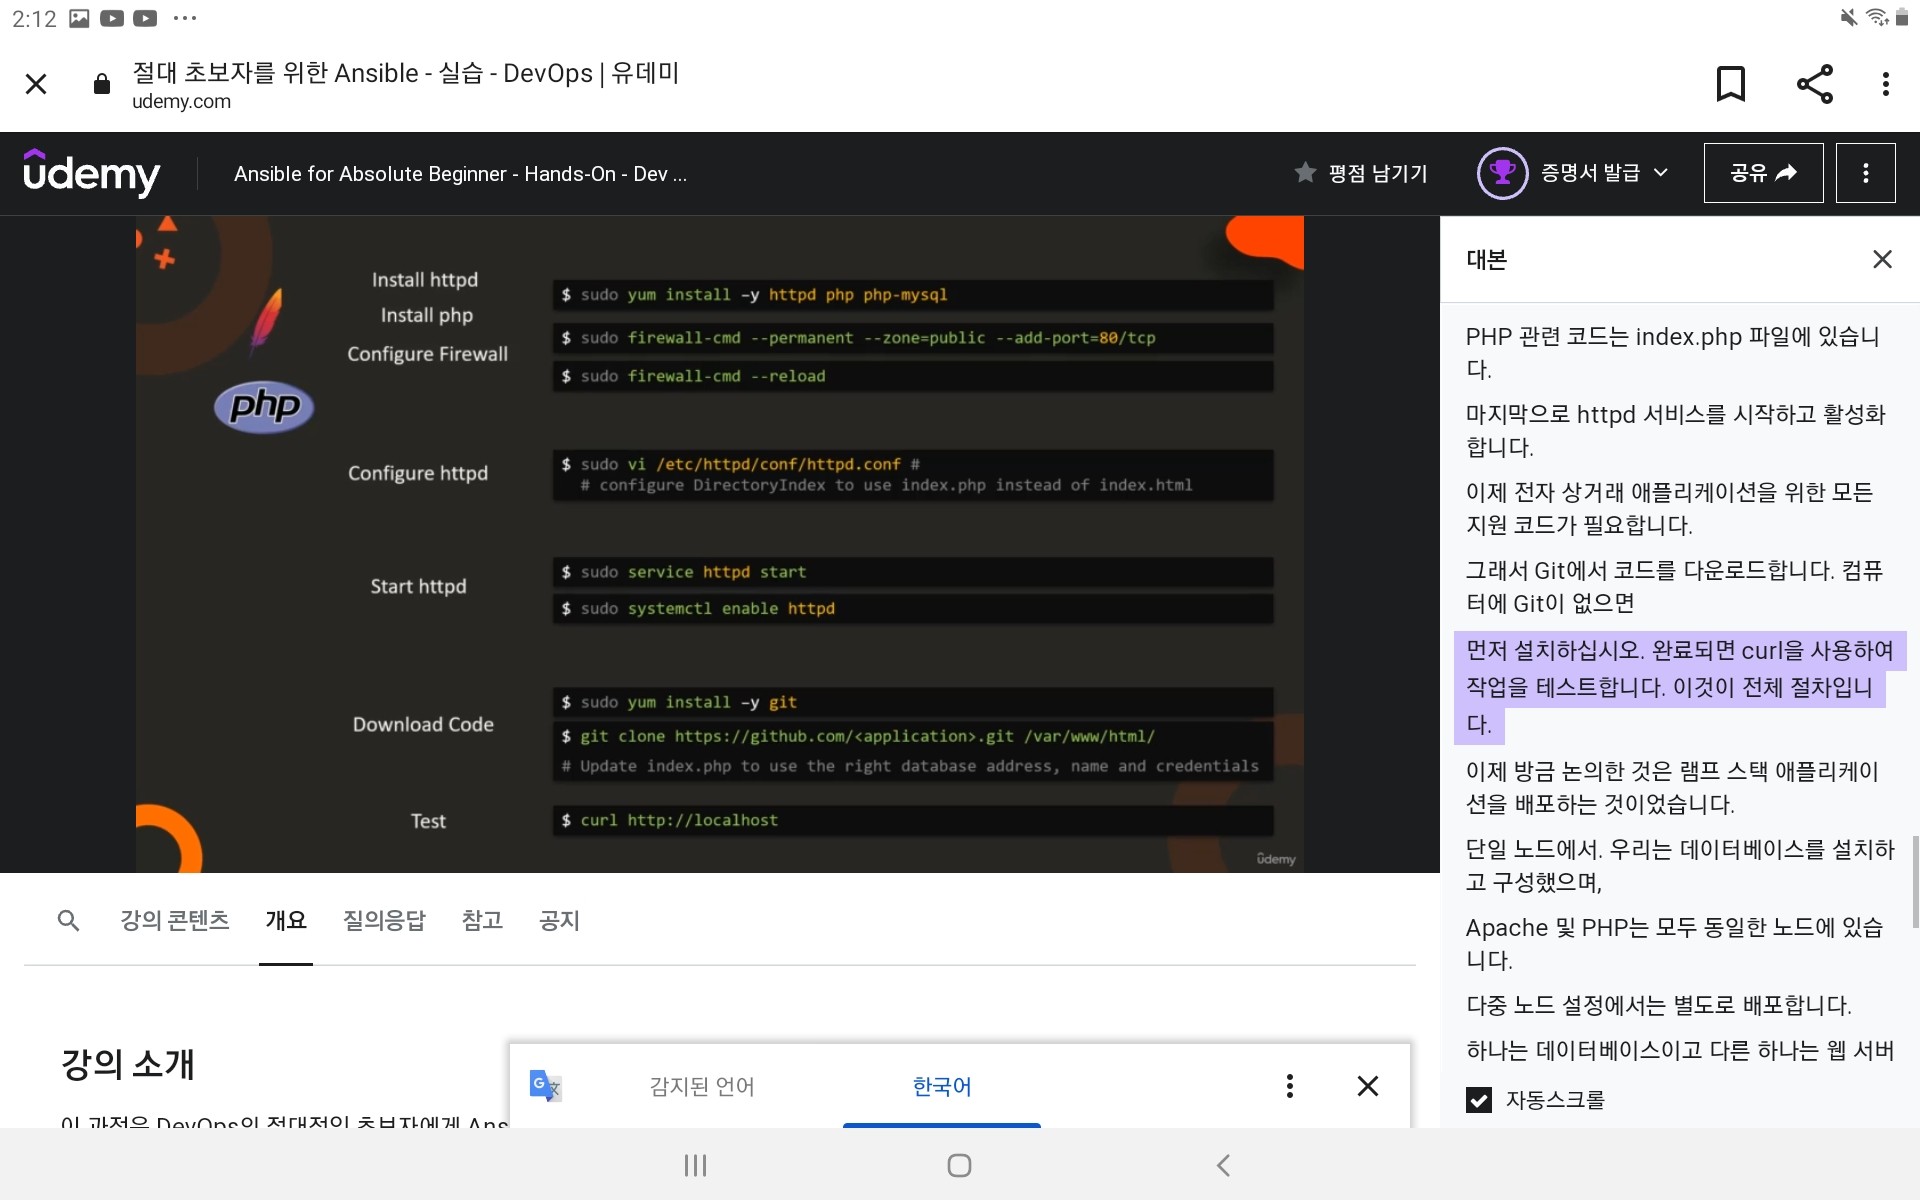 2:12
절대 초보자를 위한 Ansible - 실습 - DevOps | 유데미
udemy.com
udemy
Ansible for Absolute Beginner - Hands-On - Dev ...
평점 남기기
증명서 발급
공유
Install httpd
$ sudo yum install –y httpd php php-mysql
Install php
$ sudo firewall-cmd --permanent --zone=public --add-port=80/tcp
Configure Firewall
$ sudo firewall-cmd --reload
php
Configure httpd
$ sudo vi /etc/httpd/conf/httpd.conf #
# configure DirectoryIndex to use index.php instead of index.html
Start httpd
$ sudo service httpd start
$ sudo systemctl enable httpd
Download Code
$ sudo yum install –y git
$ git clone https://github.com/<application>.git /var/www/html/
# Update index.php to use the right database address, name and credentials
Test
$ curl http://localhost
udemy
대본
PHP 관련 코드는 index.php 파일에 있습니
다.
마지막으로 httpd 서비스를 시작하고 활성화
합니다.
이제 전자 상거래 애플리케이션을 위한 모든
지원 코드가 필요합니다.
그래서 Git에서 코드를 다운로드합니다. 컴퓨
터에 Git이 없으면
먼저 설치하십시오. 완료되면 curl을 사용하여
작업을 테스트합니다. 이것이 전체 절차입니
다.
이제 방금 논의한 것은 램프 스택 애플리케이
션을 배포하는 것이었습니다.
단일 노드에서. 우리는 데이터베이스를 설치하
고 구성했으며,
Apache 및 PHP는 모두 동일한 노드에 있습
니다.
다중 노드 설정에서는 별도로 배포합니다.
하나는 데이터베이스이고 다른 하나는 웹 서버
자동스크롤
강의 콘텐츠
개요
질의응답
참고
공지
강의 소개
이 과정은 DevOps의 절대적인 초보자에게 Ans
G 文
감지된 언어
한국어